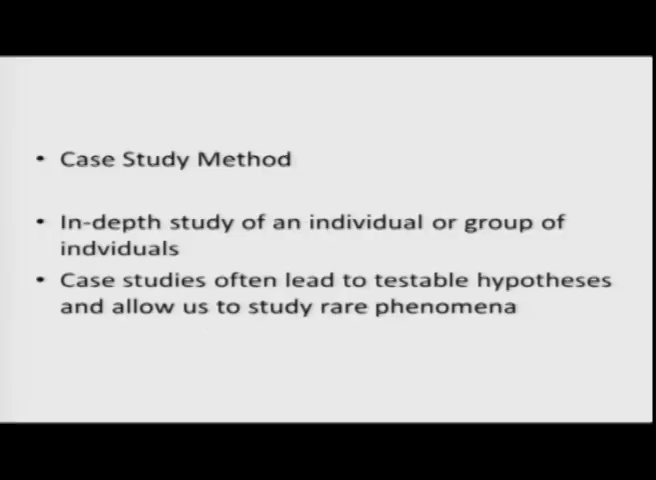 • Case Study Method
• In-depth study of an individual or group of
indviduals
• Case studies often lead to testable hypotheses
and allow us to study rare phenomena